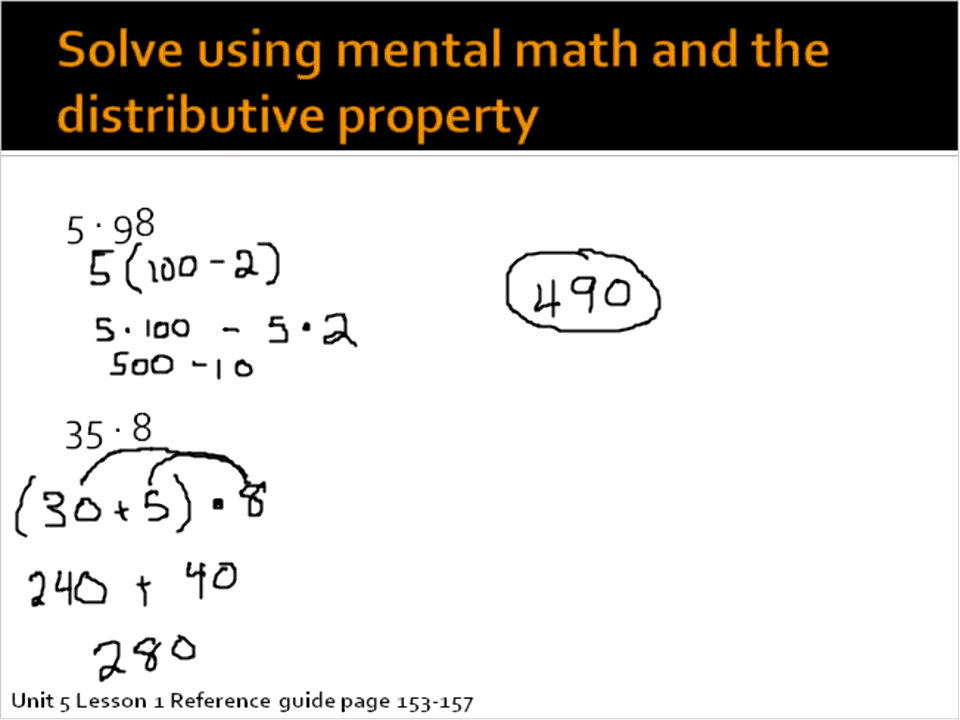 Solve using mental math and the
distributive property
5 · 98
5 (100 - 2)
5 · 100 - 5 · 2
500 - 10
490
35 · 8
(30 + 5) · 8
240 + 40
280
Unit 5 Lesson 1 Reference guide page 153-157